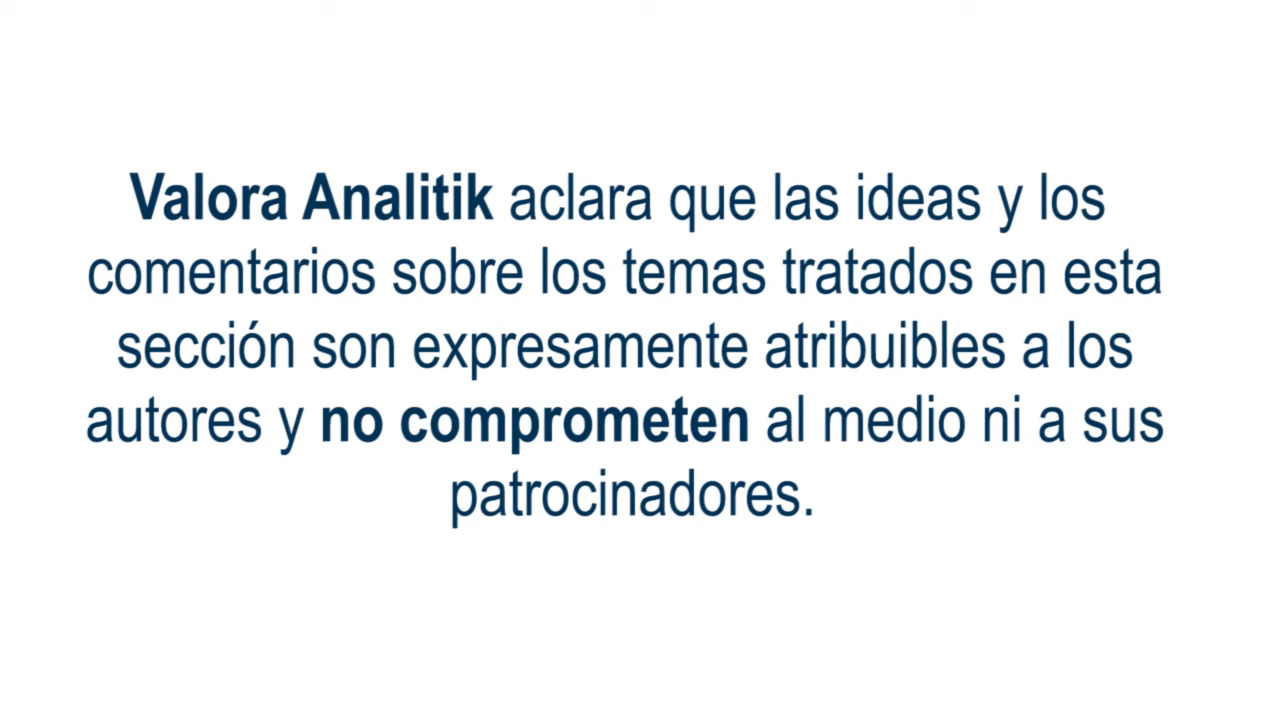 Valora Analitik aclara que las ideas y los
comentarios sobre los temas tratados en esta
sección son expresamente atribuibles a los
autores y no comprometen al medio ni a sus
patrocinadores.